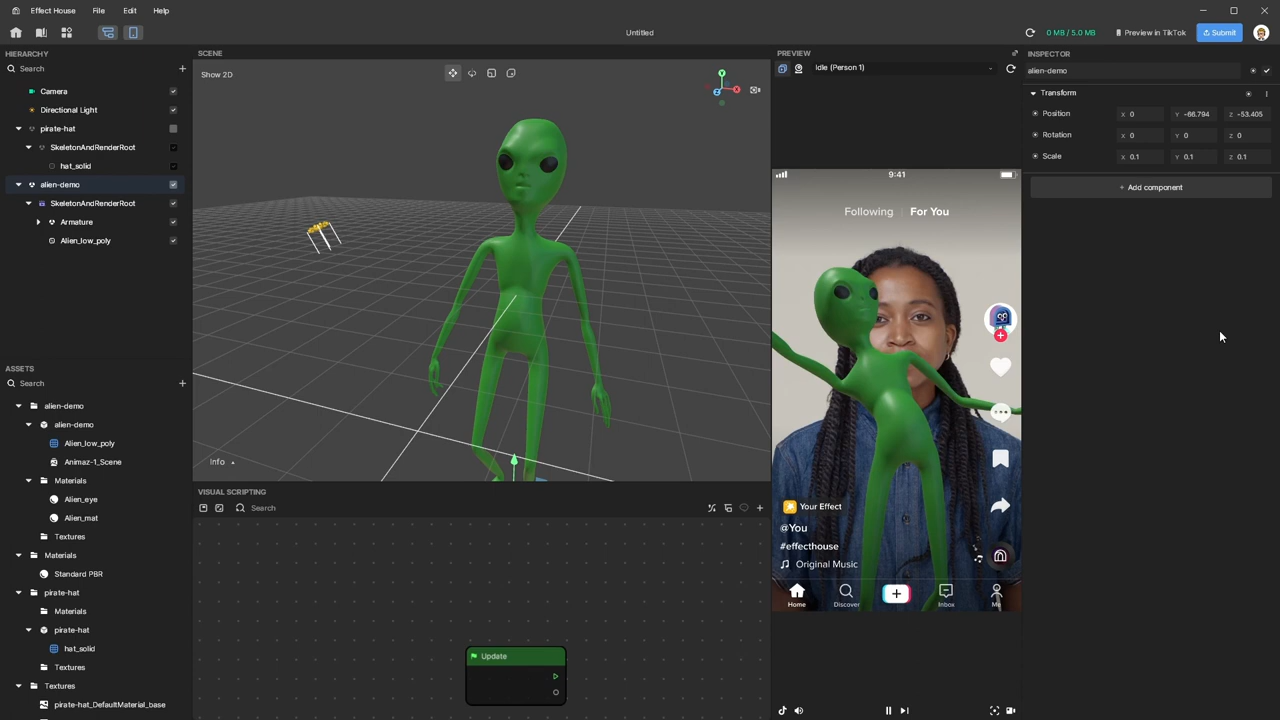 Effect House File Edit Help
Untitled
0 MB / 5.0 MB Preview in TikTok Submit
HIERARCHY
Search
Camera
Directional Light
pirate-hat
SkeletonAndRenderRoot
hat_solid
alien-demo
SkeletonAndRenderRoot
Armature
Alien_low_poly
ASSETS
Search
alien-demo
alien-demo
Alien_low_poly
Animaz-1_Scene
Materials
Alien_eye
Alien_mat
Textures
Materials
Standard PBR
pirate-hat
Materials
pirate-hat
hat_solid
Textures
Textures
pirate-hat_DefaultMaterial_base
SCENE
Show 2D
Info
VISUAL SCRIPTING
Search
Update
PREVIEW
Idle (Person 1)
9:41
Following For You
Your Effect
@You
#effecthouse
Original Music
Home Discover Inbox Me
INSPECTOR
alien-demo
Transform
Position X 0 Y -66.794 Z -53.405
Rotation X 0 Y 0 Z 0
Scale X 0.1 Y 0.1 Z 0.1
+ Add component